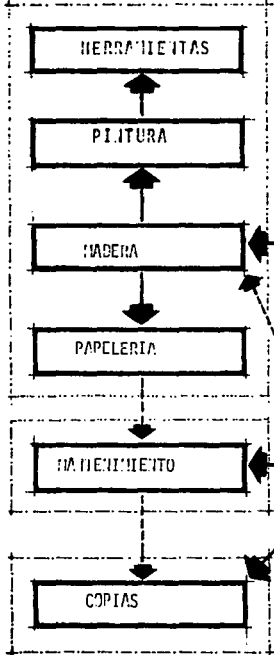 HERRAMIENTAS
PINTURA
MADERA
PAPELERIA
MANTENIMIENTO
COPIAS